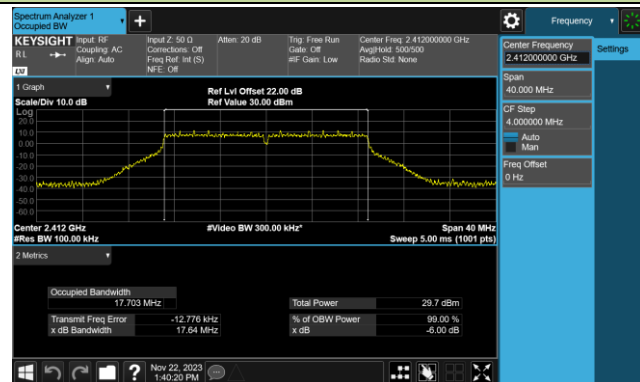 Spectrum Analyzer 1
Occupied BW
Frequency
KEYSIGHT
RL
LXI
Input: RF
Coupling: AC
Align: Auto
Input Z: 50 Ω
Corrections: Off
Freq Ref: Int (S)
NFE: Off
Atten: 20 dB
Trig: Free Run
Gate: Off
#IF Gain: Low
Center Freq: 2.412000000 GHz
Avg|Hold: 500/500
Radio Std: None
Center Frequency
2.412000000 GHz
Settings
Span
40.000 MHz
CF Step
4.000000 MHz
Auto
Man
Freq Offset
0 Hz
1 Graph
Scale/Div 10.0 dB
Ref Lvl Offset 22.00 dB
Ref Value 30.00 dBm
Log
20.0
10.0
0.00
-10.0
-20.0
-30.0
-40.0
-50.0
-60.0
Center 2.412 GHz
#Video BW 300.00 kHz*
Span 40 MHz
#Res BW 100.00 kHz
Sweep 5.00 ms (1001 pts)
2 Metrics
Occupied Bandwidth
17.703 MHz
Total Power 29.7 dBm
Transmit Freq Error -12.776 kHz
% of OBW Power 99.00 %
x dB Bandwidth 17.64 MHz
x dB -6.00 dB
Nov 22, 2023
1:40:20 PM